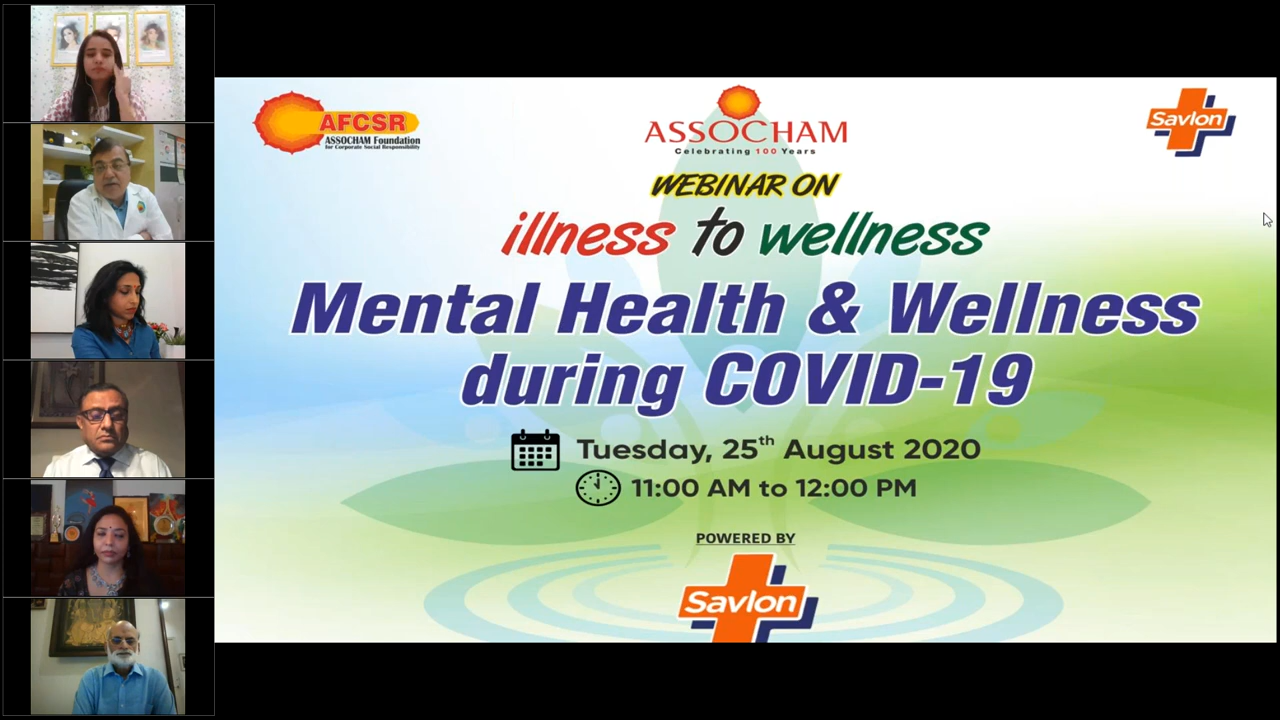 AFCSR
ASSOCHAM Foundation
for Corporate Social Responsibility
ASSOCHAM
Celebrating 100 Years
Savlon
WEBINAR ON
illness to wellness
Mental Health & Wellness
during COVID-19
Tuesday, 25th August 2020
11:00 AM to 12:00 PM
POWERED BY
Savlon